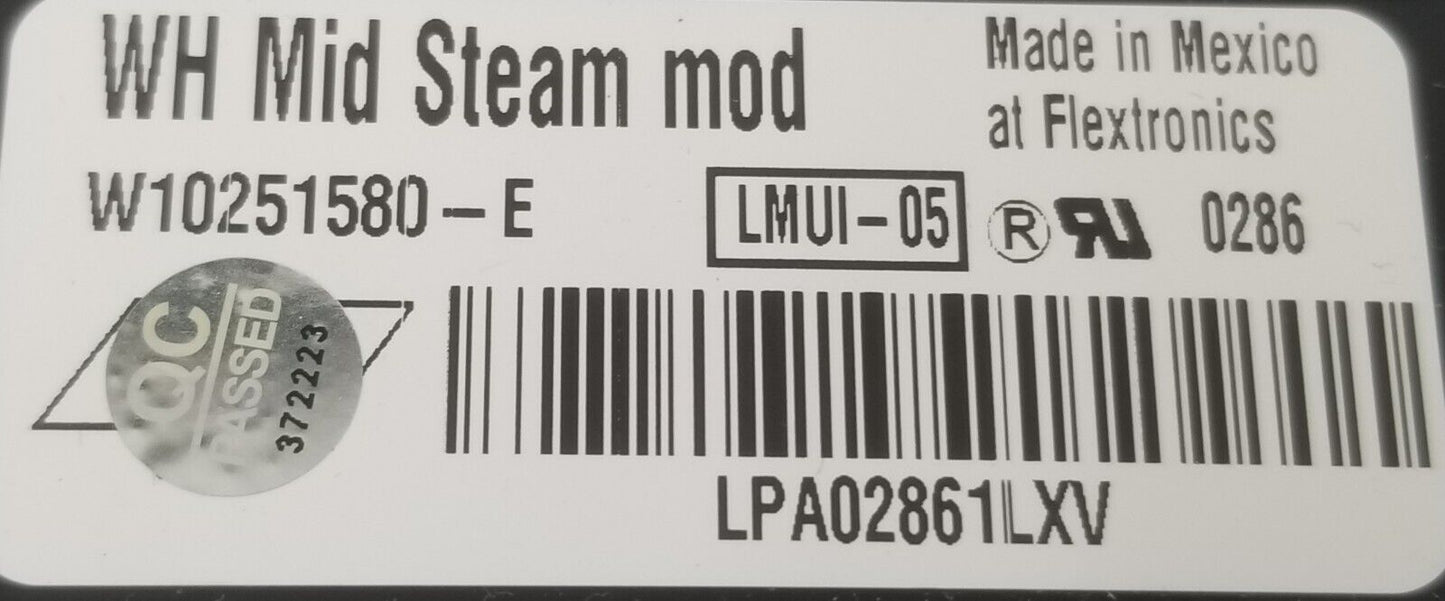 WH Mid Steam mod
Made in Mexico
at Flextronics
W10251580-E
LMUI-05
R
0286
QC
PASSED
372223
LPA02861LXV